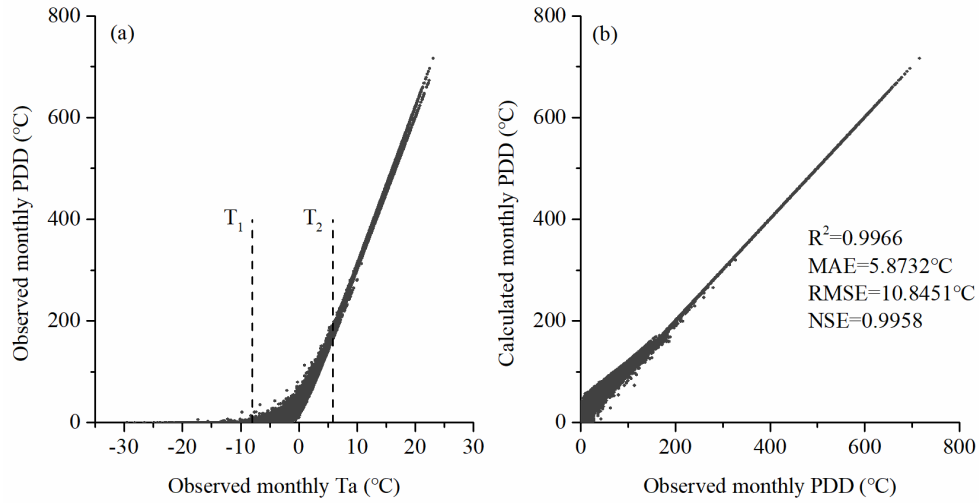 (a)
800
600
400
200
0
Observed monthly PDD (°C)
T1
T2
-30
-20
-10
0
10
20
30
Observed monthly Ta (°C)
(b)
800
600
400
200
0
Calculated monthly PDD (°C)
R²=0.9966
MAE=5.8732°C
RMSE=10.8451°C
NSE=0.9958
0
200
400
600
800
Observed monthly PDD (°C)